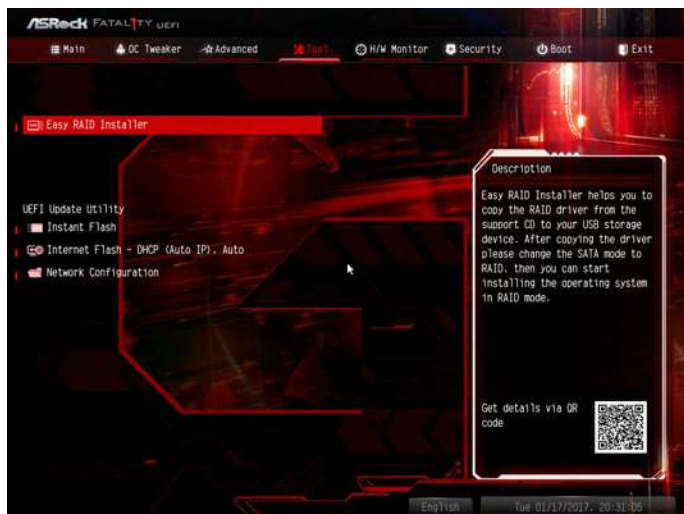 ASRock FATAL1TY UEFI
Main OC Tweaker Advanced Tool H/W Monitor Security Boot Exit
Easy RAID Installer
UEFI Update Utility
Instant Flash
Internet Flash - DHCP (Auto IP), Auto
Network Configuration
Description
Easy RAID Installer helps you to
copy the RAID driver from the
support CD to your USB storage
device. After copying the driver
please change the SATA mode to
RAID, then you can start
installing the operating system
in RAID mode.
Get details via QR
code
English Tue 01/17/2017, 20:31:05